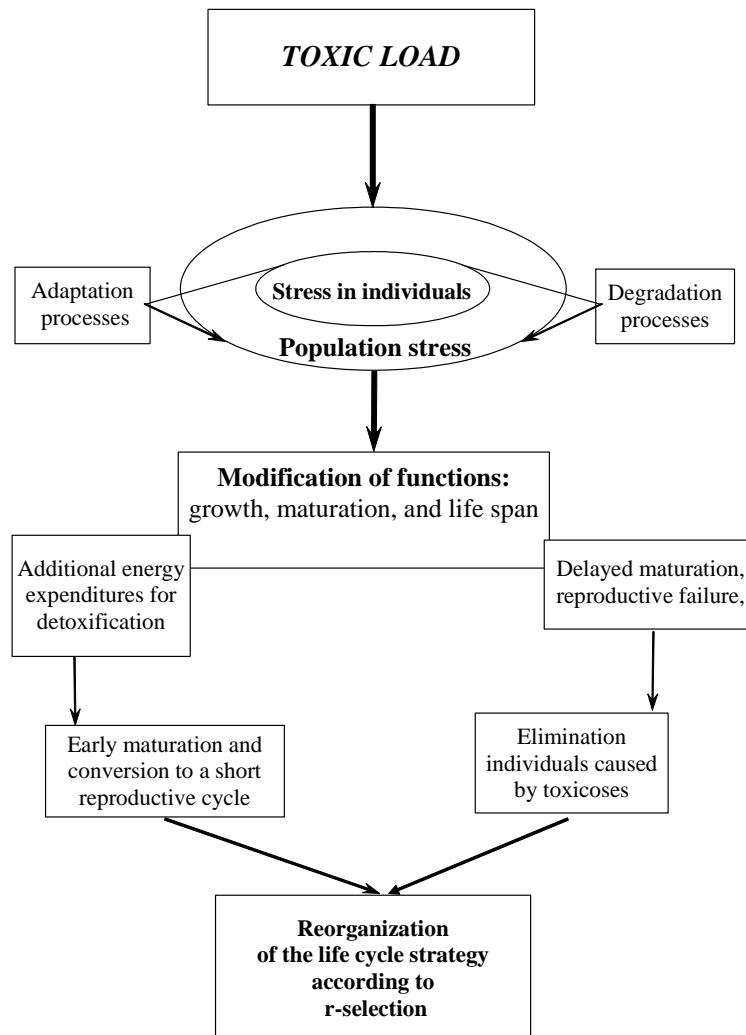 TOXIC LOAD
Adaptation
processes
Stress in individuals
Degradation
processes
Population stress
Modification of functions:
growth, maturation, and life span
Additional energy
expenditures for
detoxification
Delayed maturation,
reproductive failure,
Early maturation and
conversion to a short
reproductive cycle
Elimination
individuals caused
by toxicoses
Reorganization
of the life cycle strategy
according to
r-selection